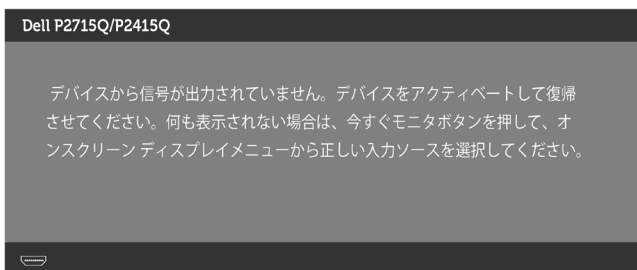 Dell P2715Q/P2415Q
デバイスから信号が出力されていません。デバイスをアクティベートして復帰
させてください。何も表示されない場合は、今すぐモニタボタンを押して、オ
ンスクリーン ディスプレイメニューから正しい入力ソースを選択してください。